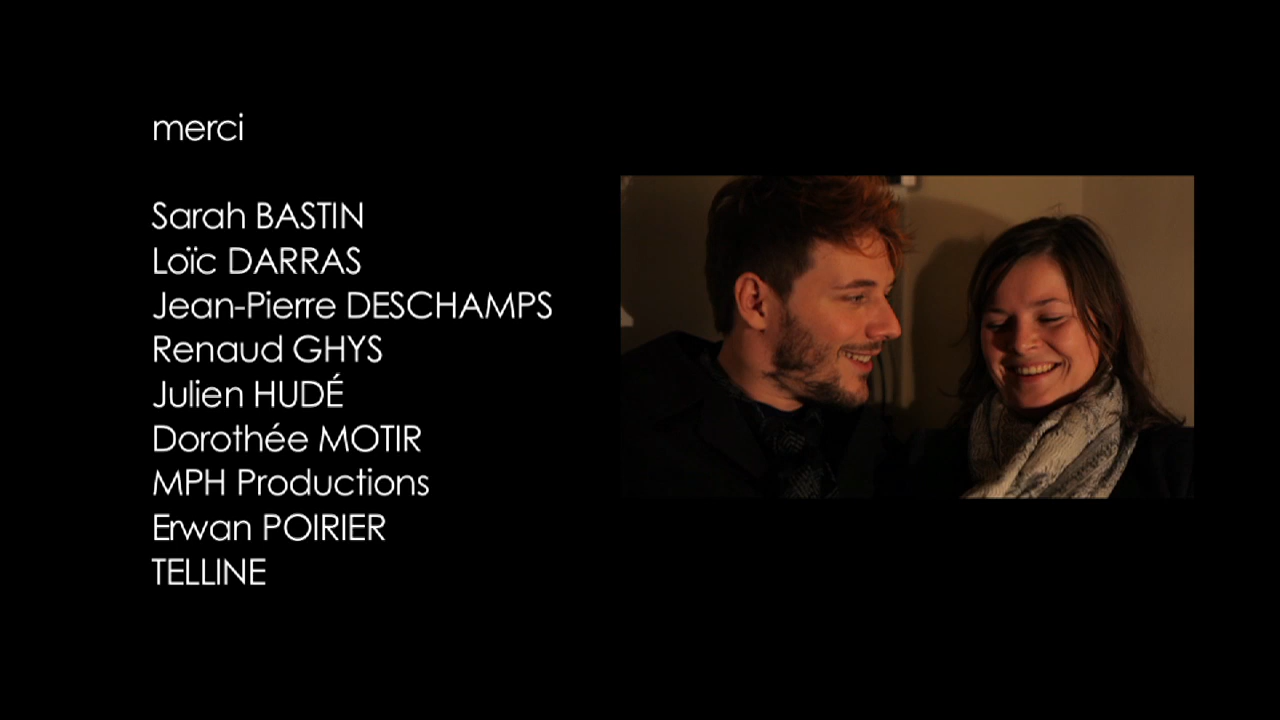 merci
Sarah BASTIN
Loïc DARRAS
Jean-Pierre DESCHAMPS
Renaud GHYS
Julien HUDÉ
Dorothée MOTIR
MPH Productions
Erwan POIRIER
TELLINE